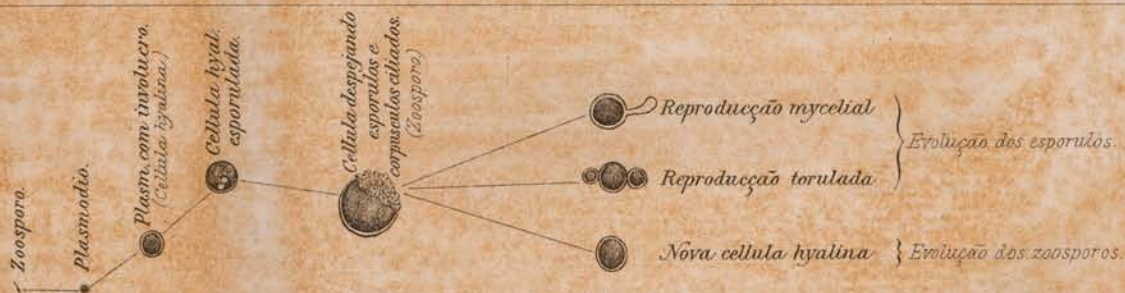 Zoosporo.
Plasmodio.
Plasm. com involucro.
(Cellula hyalina)
Cellula hyal.
esporulada.
Cellula despejando
esporulos e
corpusculos ciliados.
(Zoosporo)
Reproducção mycelial
Reproducção torulada
Evolução dos esporulos.
Nova cellula hyalina
Evolução dos zoosporos.